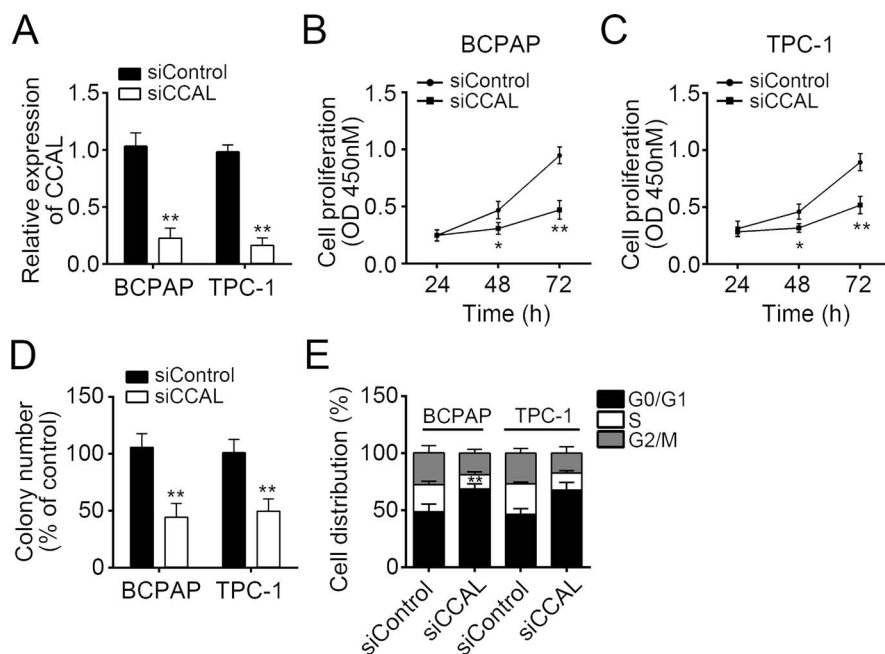 A
siControl
siCCAL
Relative expression
of CCAL
1.5
1.0
0.5
0.0
**
**
BCPAP
TPC-1
B
BCPAP
siControl
siCCAL
Cell proliferation
(OD 450nM)
1.5
1.0
0.5
0.0
*
**
24
48
72
Time (h)
C
TPC-1
siControl
siCCAL
Cell proliferation
(OD 450nM)
1.5
1.0
0.5
0.0
*
**
24
48
72
Time (h)
D
siControl
siCCAL
Colony number
(% of control)
150
100
50
0
**
**
BCPAP
TPC-1
E
Cell distribution (%)
150
100
50
0
BCPAP
TPC-1
**
G0/G1
S
G2/M
siControl
siCCAL
siControl
siCCAL